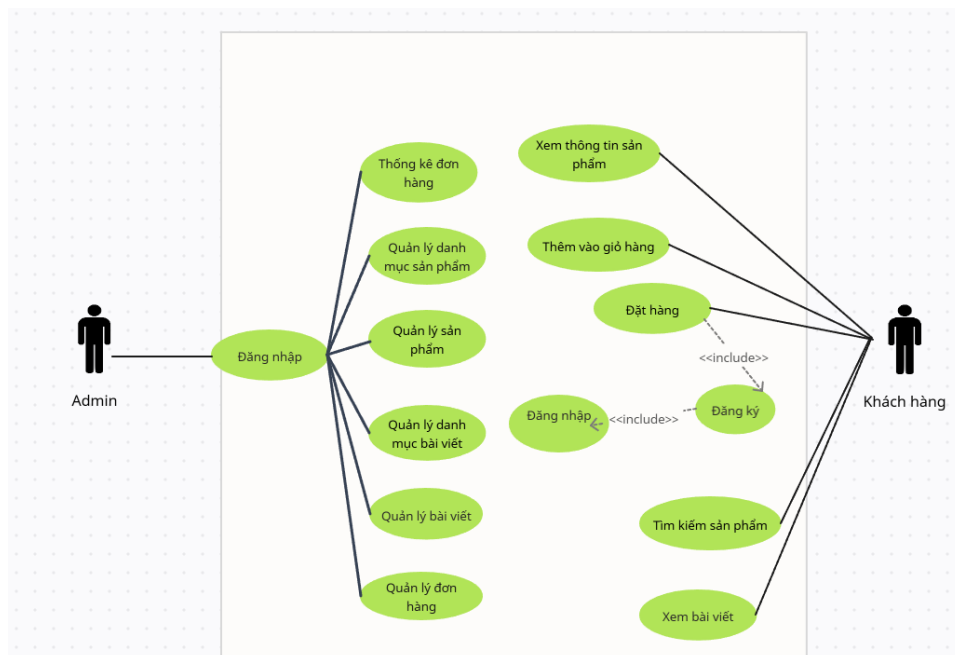 Xem thông tin sản
phẩm
Thống kê đơn
hàng
Quản lý danh
mục sản phẩm
Thêm vào giỏ hàng
Đặt hàng
Quản lý sản
phẩm
Đăng nhập
<<include>>
Admin
Khách hàng
Đăng nhập
<<include>>
Đăng ký
Quản lý danh
mục bài viết
Quản lý bài viết
Tìm kiếm sản phẩm
Quản lý đơn
hàng
Xem bài viết